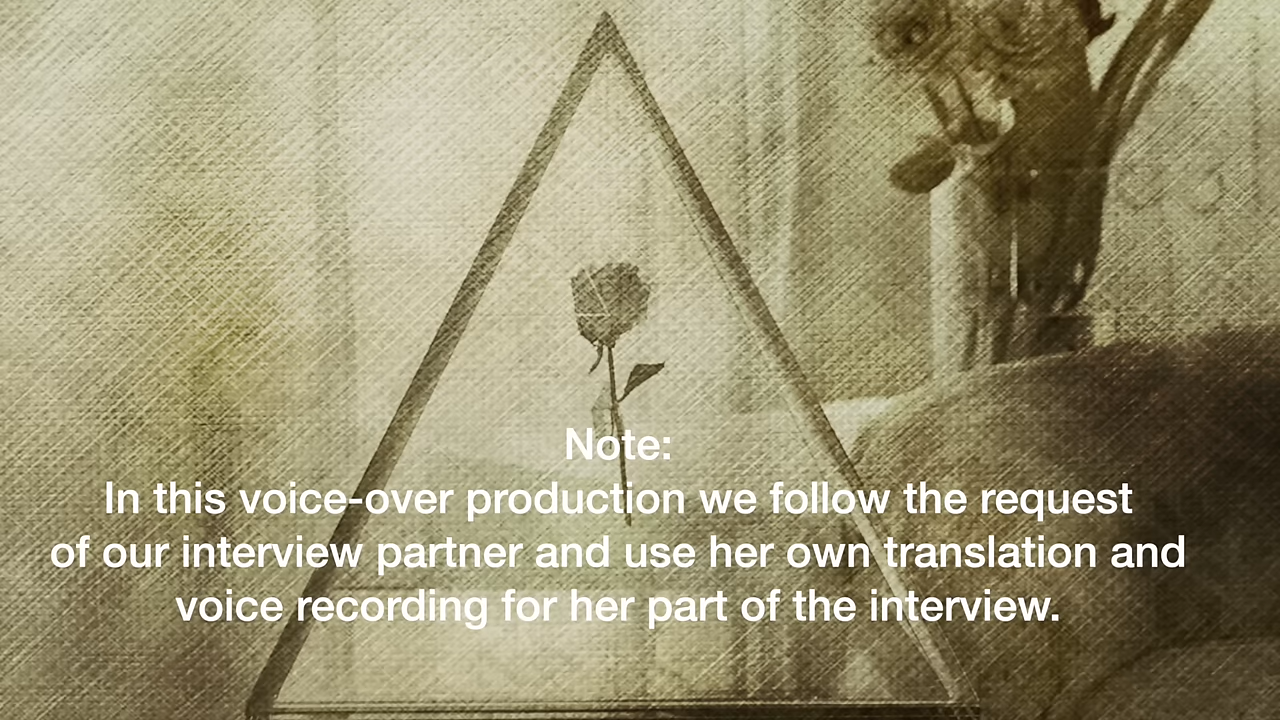 Note:
In this voice-over production we follow the request
of our interview partner and use her own translation and
voice recording for her part of the interview.